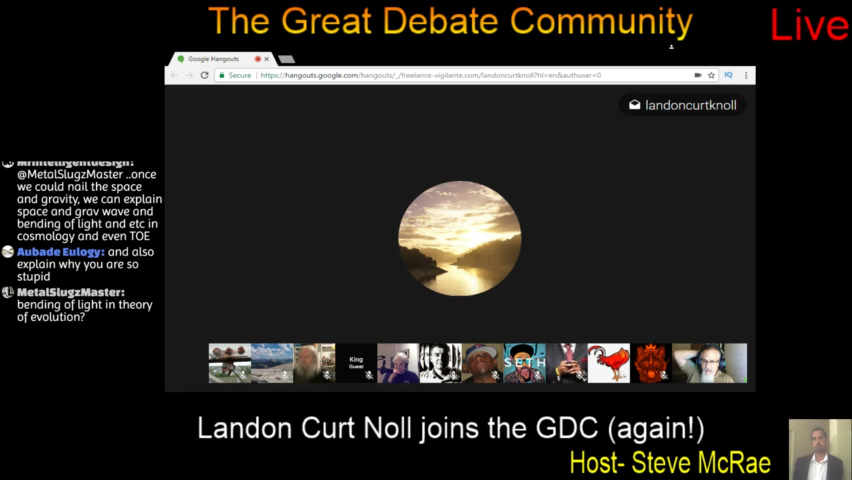 The Great Debate Community
Live
Google Hangouts
Secure
https://hangouts.google.com/hangouts/_/freelance-vigilante.com/landoncurtknoll?hl=en&authuser=0
IQ
landoncurtknoll
MrIntelligentdesign:
@MetalSlugzMaster ..once
we could nail the space
and gravity, we can explain
space and grav wave and
bending of light and etc in
cosmology and even TOE
Aubade Eulogy: and also
explain why you are so
stupid
MetalSlugzMaster:
bending of light in theory
of evolution?
King
Guest
SETH
Landon Curt Noll joins the GDC (again!)
Host- Steve McRae